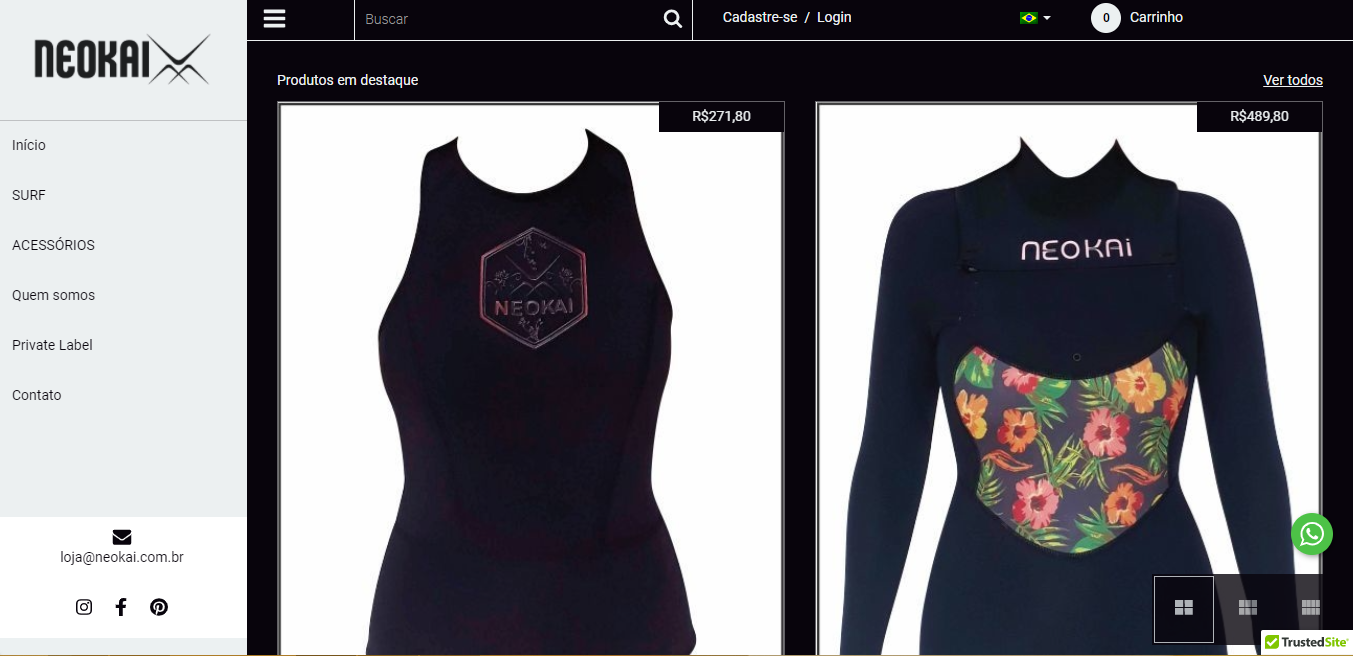 NEOKAI
Buscar
Cadastre-se / Login
0 Carrinho
Início
SURF
ACESSÓRIOS
Quem somos
Private Label
Contato
loja@neokai.com.br
Produtos em destaque
Ver todos
R$271,80
NEOKAI
R$489,80
NEOKAI
TrustedSite